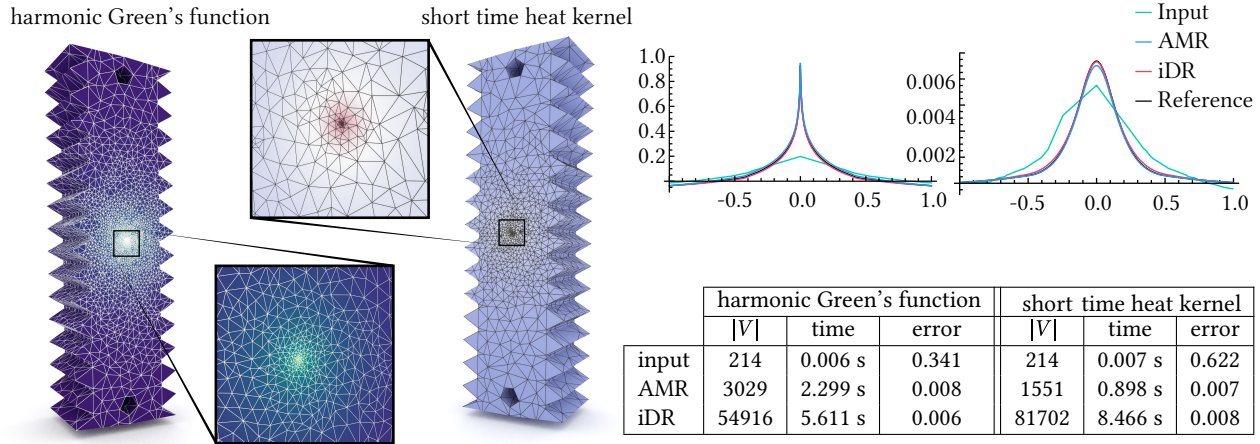 harmonic Green's function
short time heat kernel
Input
AMR
iDR
Reference
1.0
0.8
0.6
0.4
0.2
-0.5 0.0 0.5 1.0
0.006
0.004
0.002
-0.5 0.0 0.5 1.0
harmonic Green's function short time heat kernel
|V| time error |V| time error
input 214 0.006 s 0.341 214 0.007 s 0.622
AMR 3029 2.299 s 0.008 1551 0.898 s 0.007
iDR 54916 5.611 s 0.006 81702 8.466 s 0.008